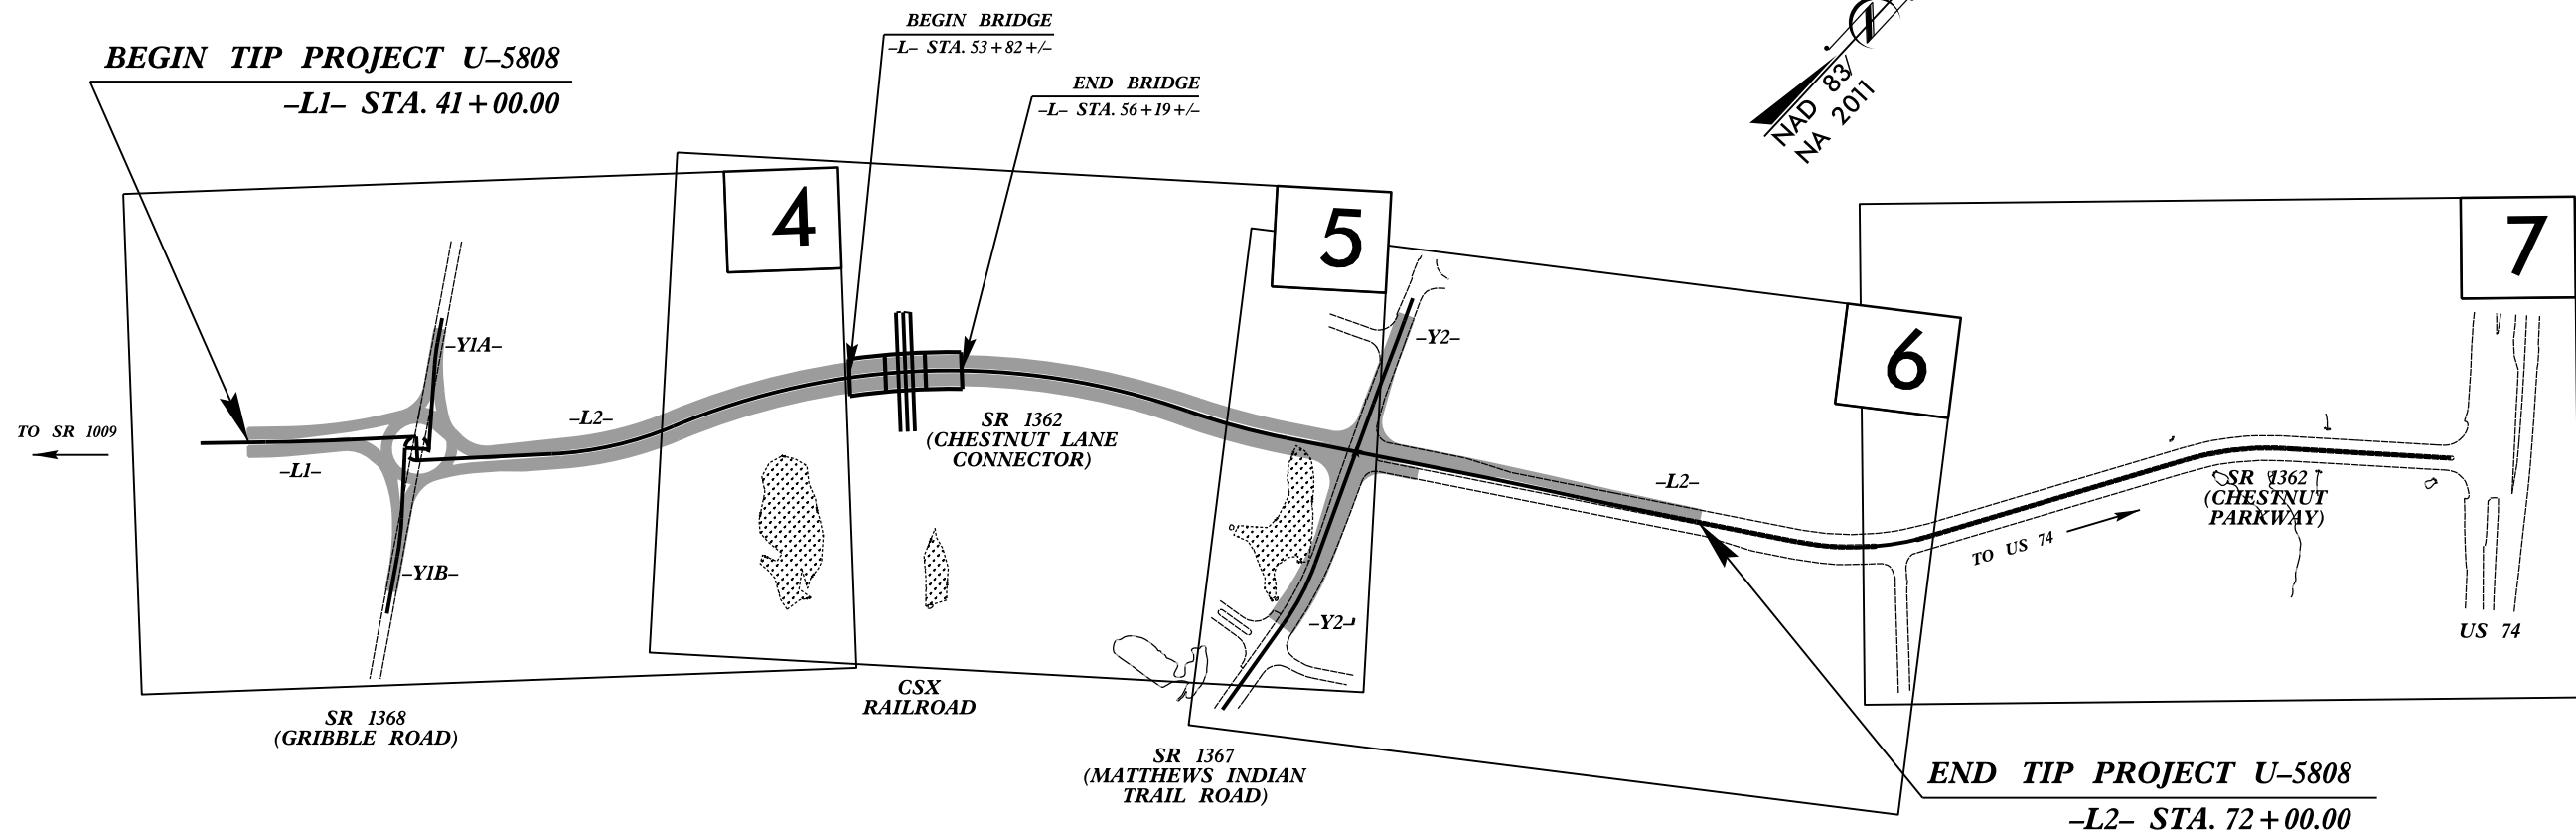 BEGIN BRIDGE
–L– STA. 53+82+/–
BEGIN TIP PROJECT U–5808
–L1– STA. 41+00.00
END BRIDGE
–L– STA. 56+19+/–
NAD 83/
NA 2011
4
5
6
7
–Y1A–
–Y2–
TO SR 1009
–L1–
–L2–
SR 1362
(CHESTNUT LANE
CONNECTOR)
–L2–
SR 1362
(CHESTNUT
PARKWAY)
TO US 74
–Y1B–
–Y2–
US 74
CSX
RAILROAD
SR 1368
(GRIBBLE ROAD)
SR 1367
(MATTHEWS INDIAN
TRAIL ROAD)
END TIP PROJECT U–5808
–L2– STA. 72+00.00